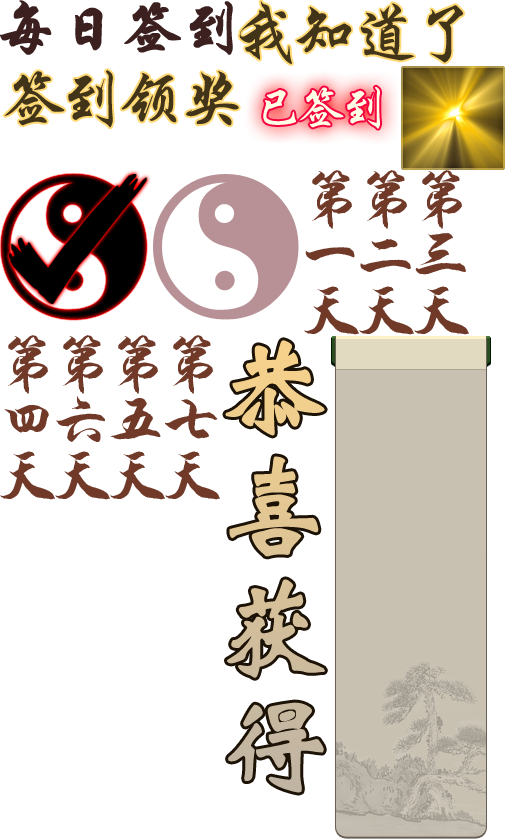 每日签到
我知道了
签到领奖
已签到
第一天
第二天
第三天
第四天
第六天
第五天
第七天
恭喜获得